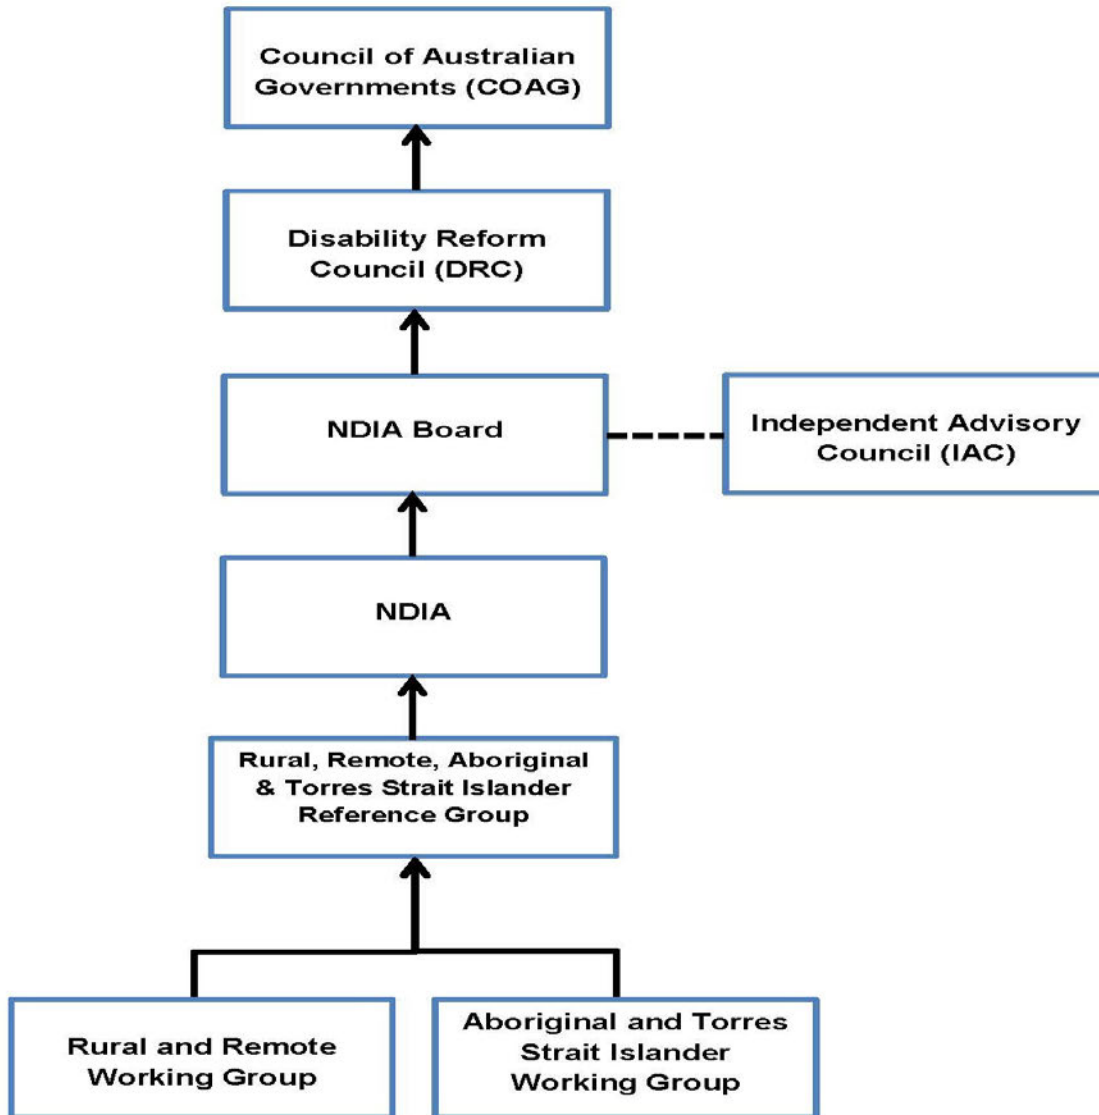 Council of Australian
Governments (COAG)
Disability Reform
Council (DRC)
NDIA Board
Independent Advisory
Council (IAC)
NDIA
Rural, Remote, Aboriginal
& Torres Strait Islander
Reference Group
Rural and Remote
Working Group
Aboriginal and Torres
Strait Islander
Working Group